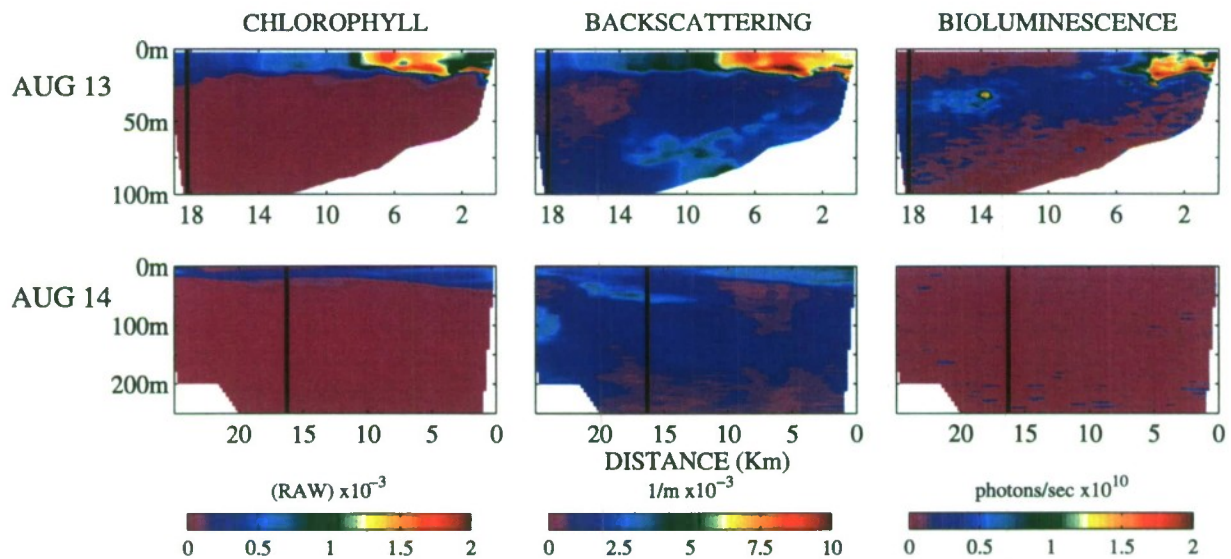 CHLOROPHYLL BACKSCATTERING BIOLUMINESCENCE
AUG 13
0m
50m
100m
18 14 10 6 2 18 14 10 6 2 18 14 10 6 2
AUG 14
0m
100m
200m
20 15 10 5 0 20 15 10 5 0 20 15 10 5 0
DISTANCE (Km)
(RAW) x10⁻³ 1/m x10⁻³ photons/sec x10¹⁰
0 0.5 1 1.5 2 0 2.5 5 7.5 10 0 0.5 1 1.5 2